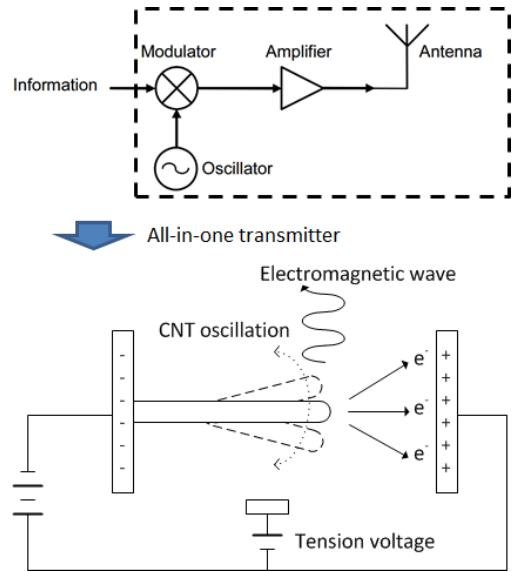 Modulator
Amplifier
Antenna
Information
Oscillator
All-in-one transmitter
Electromagnetic wave
CNT oscillation
- - - - - - -
e- + 
e- + 
e- + 
+ + + 
Tension voltage